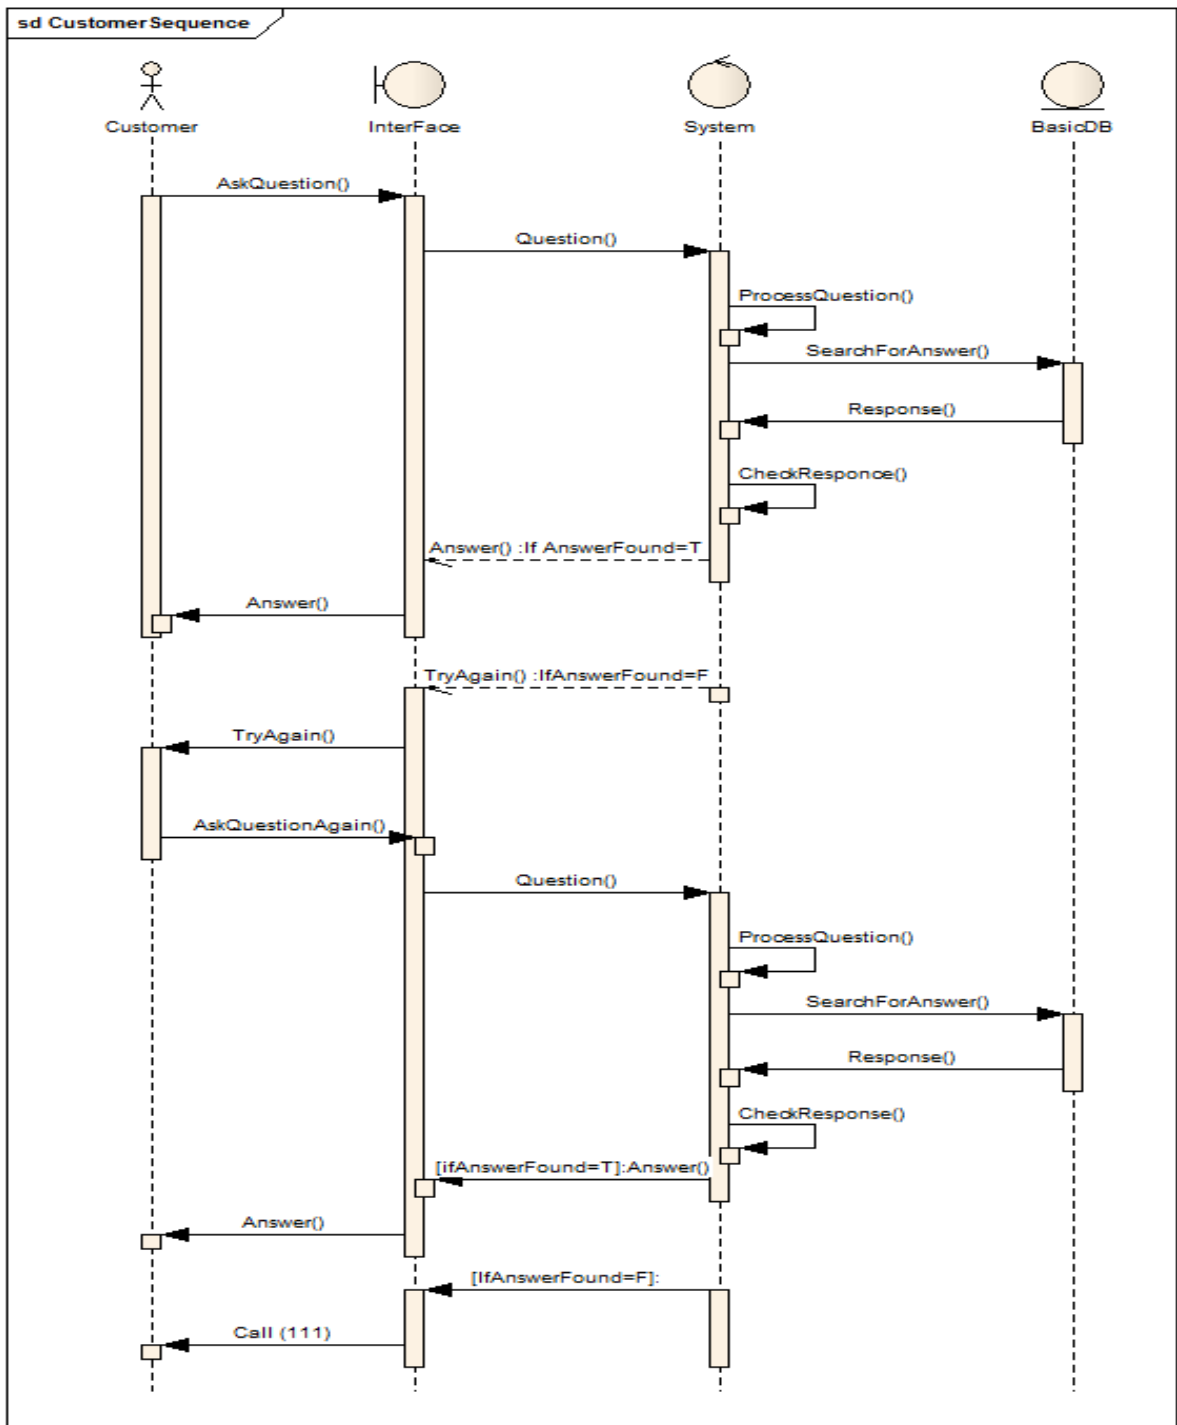 sd CustomerSequence
Customer
InterFace
System
BasicDB
AskQuestion()
Question()
ProcessQuestion()
SearchForAnswer()
Response()
CheckResponce()
Answer() :If AnswerFound=T
Answer()
TryAgain() :IfAnswerFound=F
TryAgain()
AskQuestionAgain()
Question()
ProcessQuestion()
SearchForAnswer()
Response()
CheckResponse()
[ifAnswerFound=T]:Answer()
Answer()
[IfAnswerFound=F]:
Call (111)